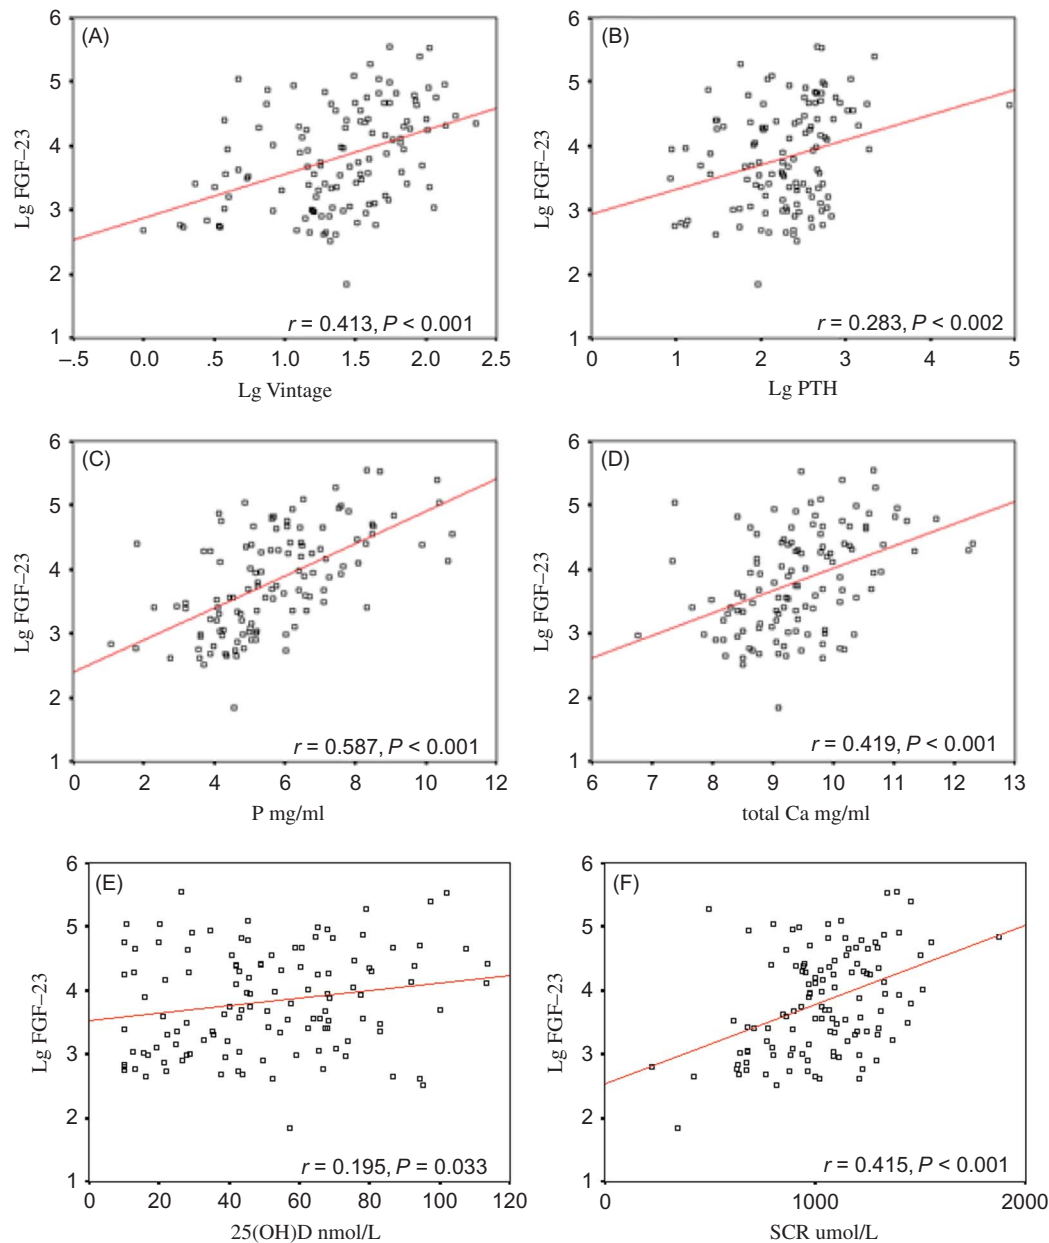 (A)
6
5
4
3
2
1
Lg FGF–23
r = 0.413, P < 0.001
–.5 0.0 .5 1.0 1.5 2.0 2.5
Lg Vintage
(B)
6
5
4
3
2
1
Lg FGF–23
r = 0.283, P < 0.002
0 1 2 3 4 5
Lg PTH
(C)
6
5
4
3
2
1
Lg FGF–23
r = 0.587, P < 0.001
0 2 4 6 8 10 12
P mg/ml
(D)
6
5
4
3
2
1
Lg FGF–23
r = 0.419, P < 0.001
6 7 8 9 10 11 12 13
total Ca mg/ml
(E)
6
5
4
3
2
1
Lg FGF–23
r = 0.195, P = 0.033
0 20 40 60 80 100 120
25(OH)D nmol/L
(F)
6
5
4
3
2
1
Lg FGF–23
r = 0.415, P < 0.001
0 1000 2000
SCR umol/L